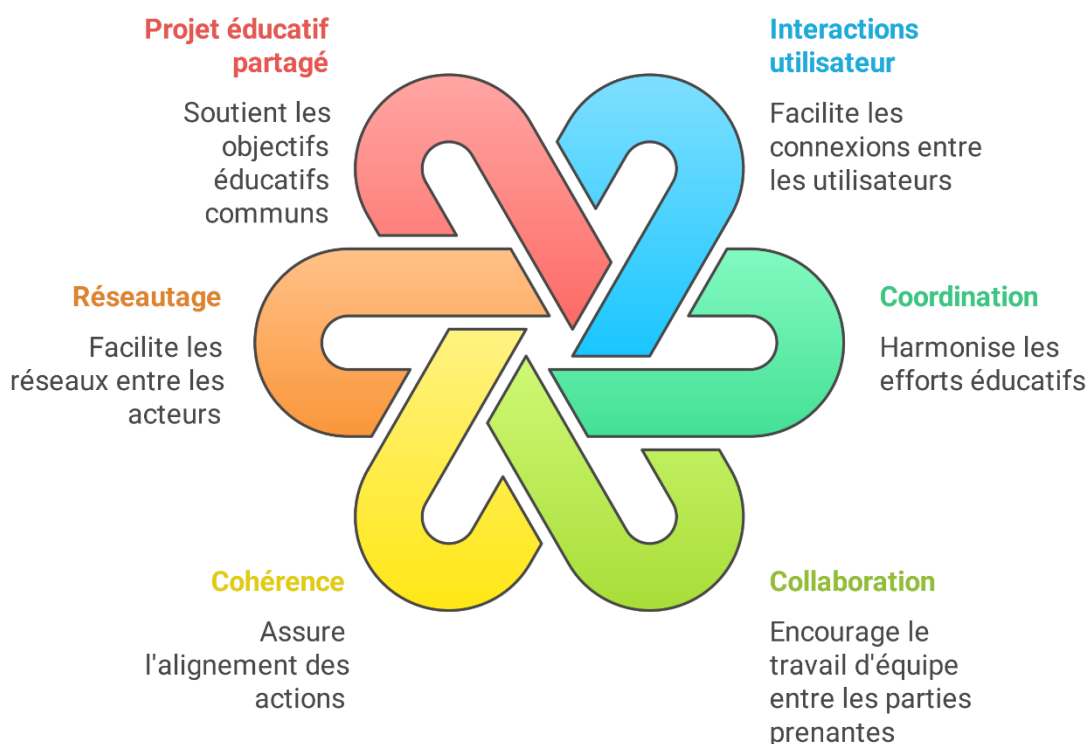 Projet éducatif
partagé
Soutient les
objectifs
éducatifs
communs
Interactions
utilisateur
Facilite les
connexions entre
les utilisateurs
Réseautage
Facilite les
réseaux entre les
acteurs
Coordination
Harmonise les
efforts éducatifs
Cohérence
Assure
l'alignement des
actions
Collaboration
Encourage le
travail d'équipe
entre les parties
prenantes